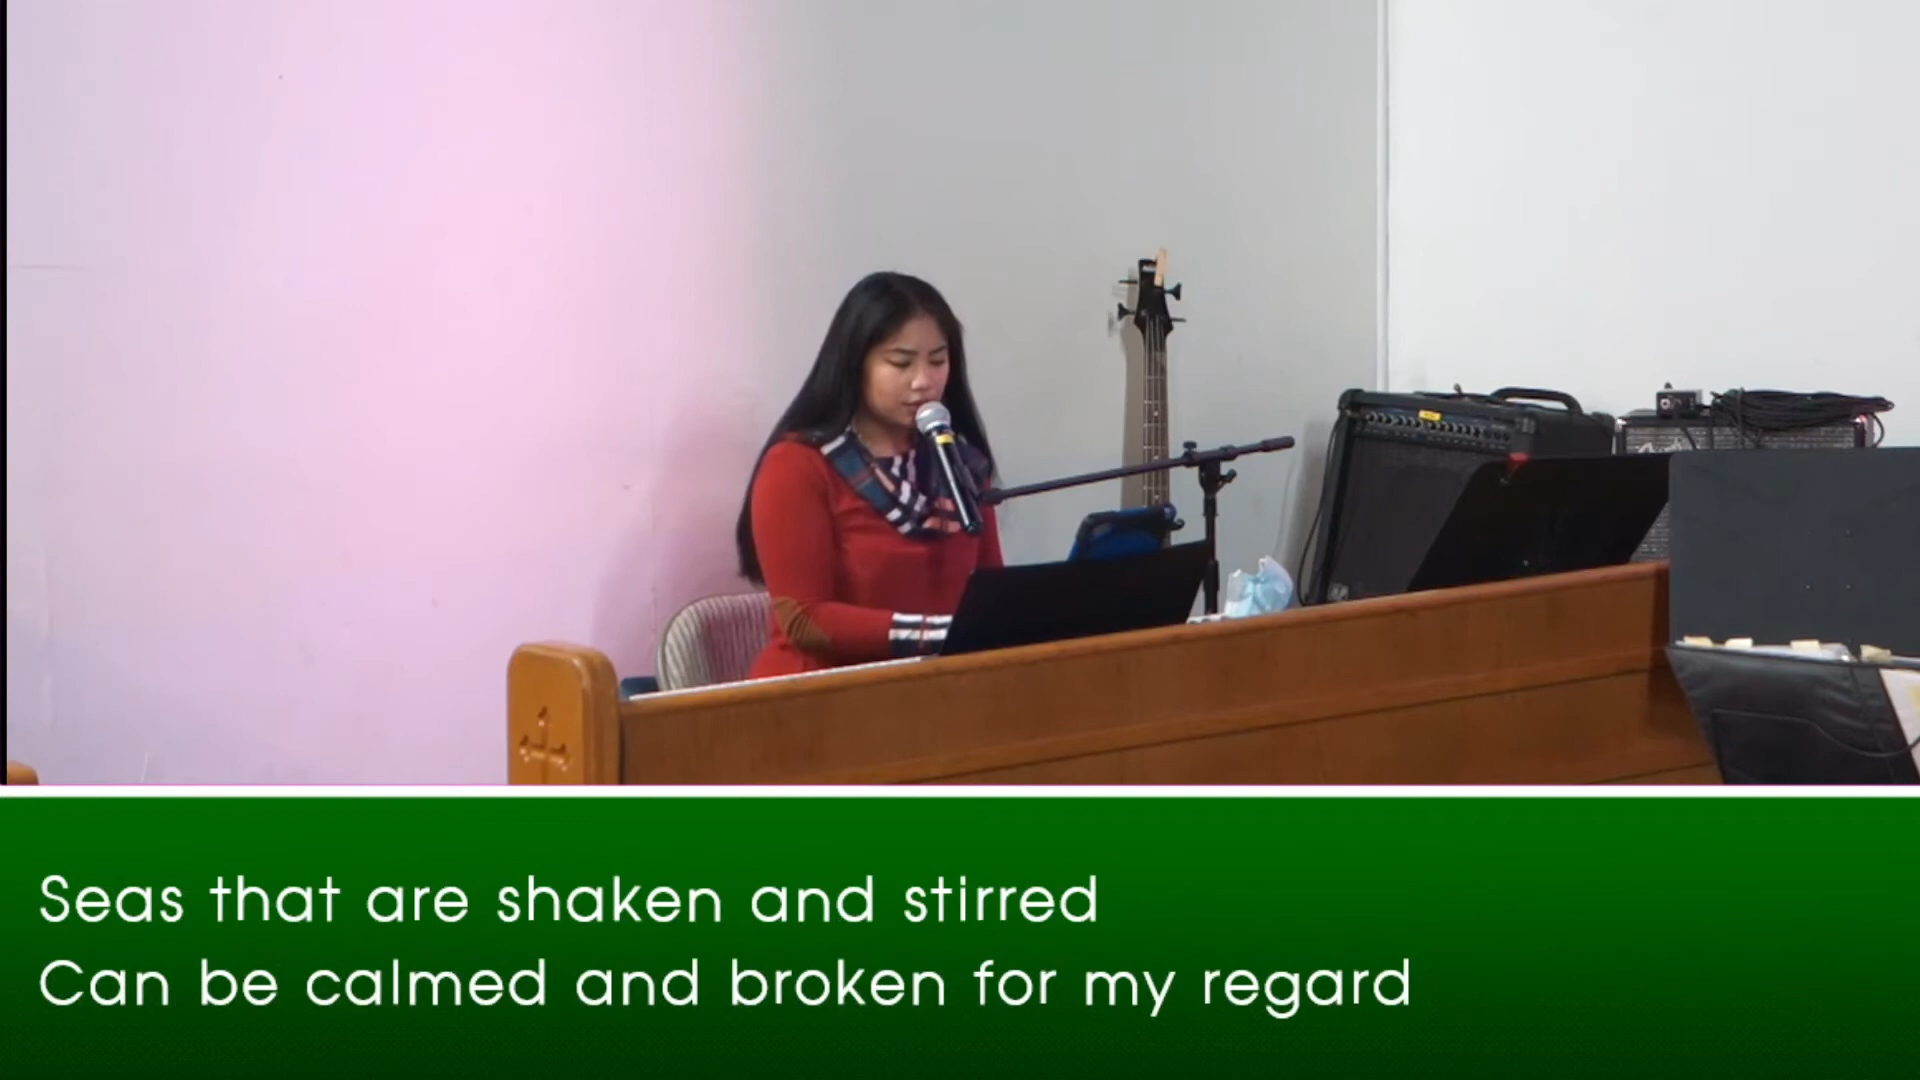 Seas that are shaken and stirred
Can be calmed and broken for my regard